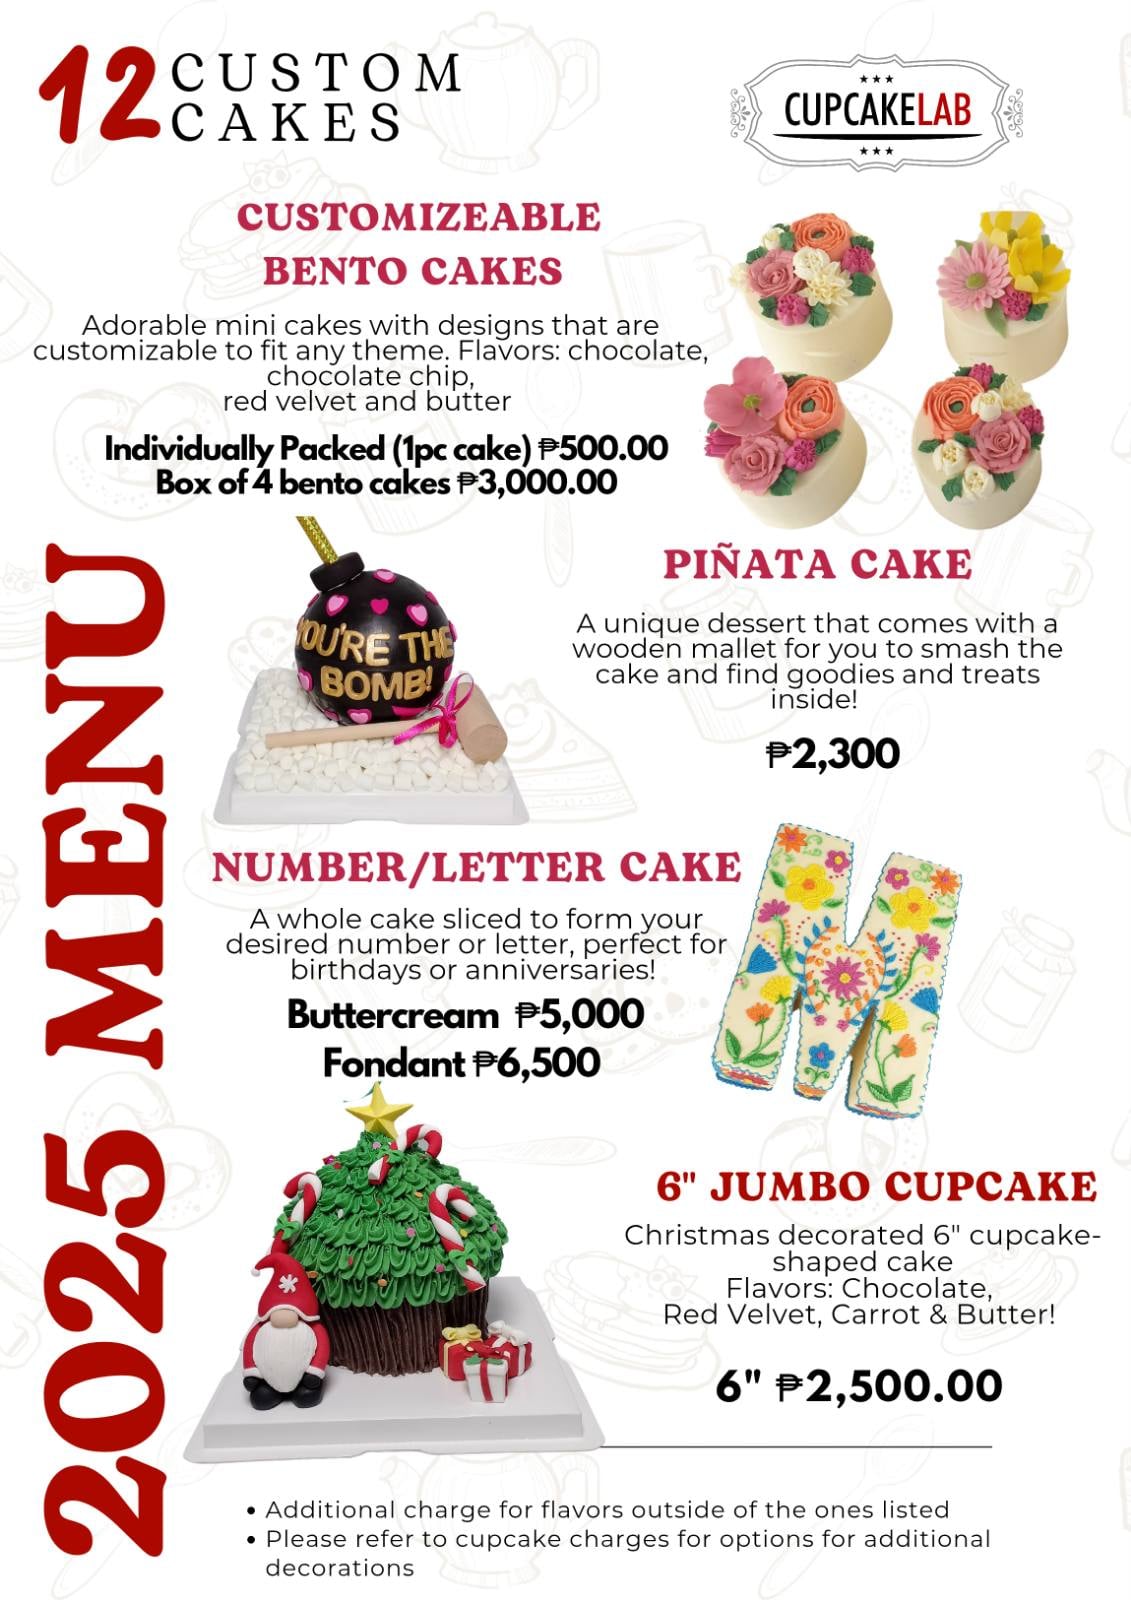 12 CUSTOM
CAKES
★★★
CUPCAKELAB
★★★
CUSTOMIZEABLE
BENTO CAKES
Adorable mini cakes with designs that are
customizable to fit any theme. Flavors: chocolate,
chocolate chip,
red velvet and butter
Individually Packed (1pc cake) ₱500.00
Box of 4 bento cakes ₱3,000.00
YOU'RE THE
BOMB!
PIÑATA CAKE
A unique dessert that comes with a
wooden mallet for you to smash the
cake and find goodies and treats
inside!
₱2,300
2025 MENU
NUMBER/LETTER CAKE
A whole cake sliced to form your
desired number or letter, perfect for
birthdays or anniversaries!
Buttercream ₱5,000
Fondant ₱6,500
M
6" JUMBO CUPCAKE
Christmas decorated 6" cupcake-
shaped cake
Flavors: Chocolate,
Red Velvet, Carrot & Butter!
6" ₱2,500.00
• Additional charge for flavors outside of the ones listed
• Please refer to cupcake charges for options for additional
decorations